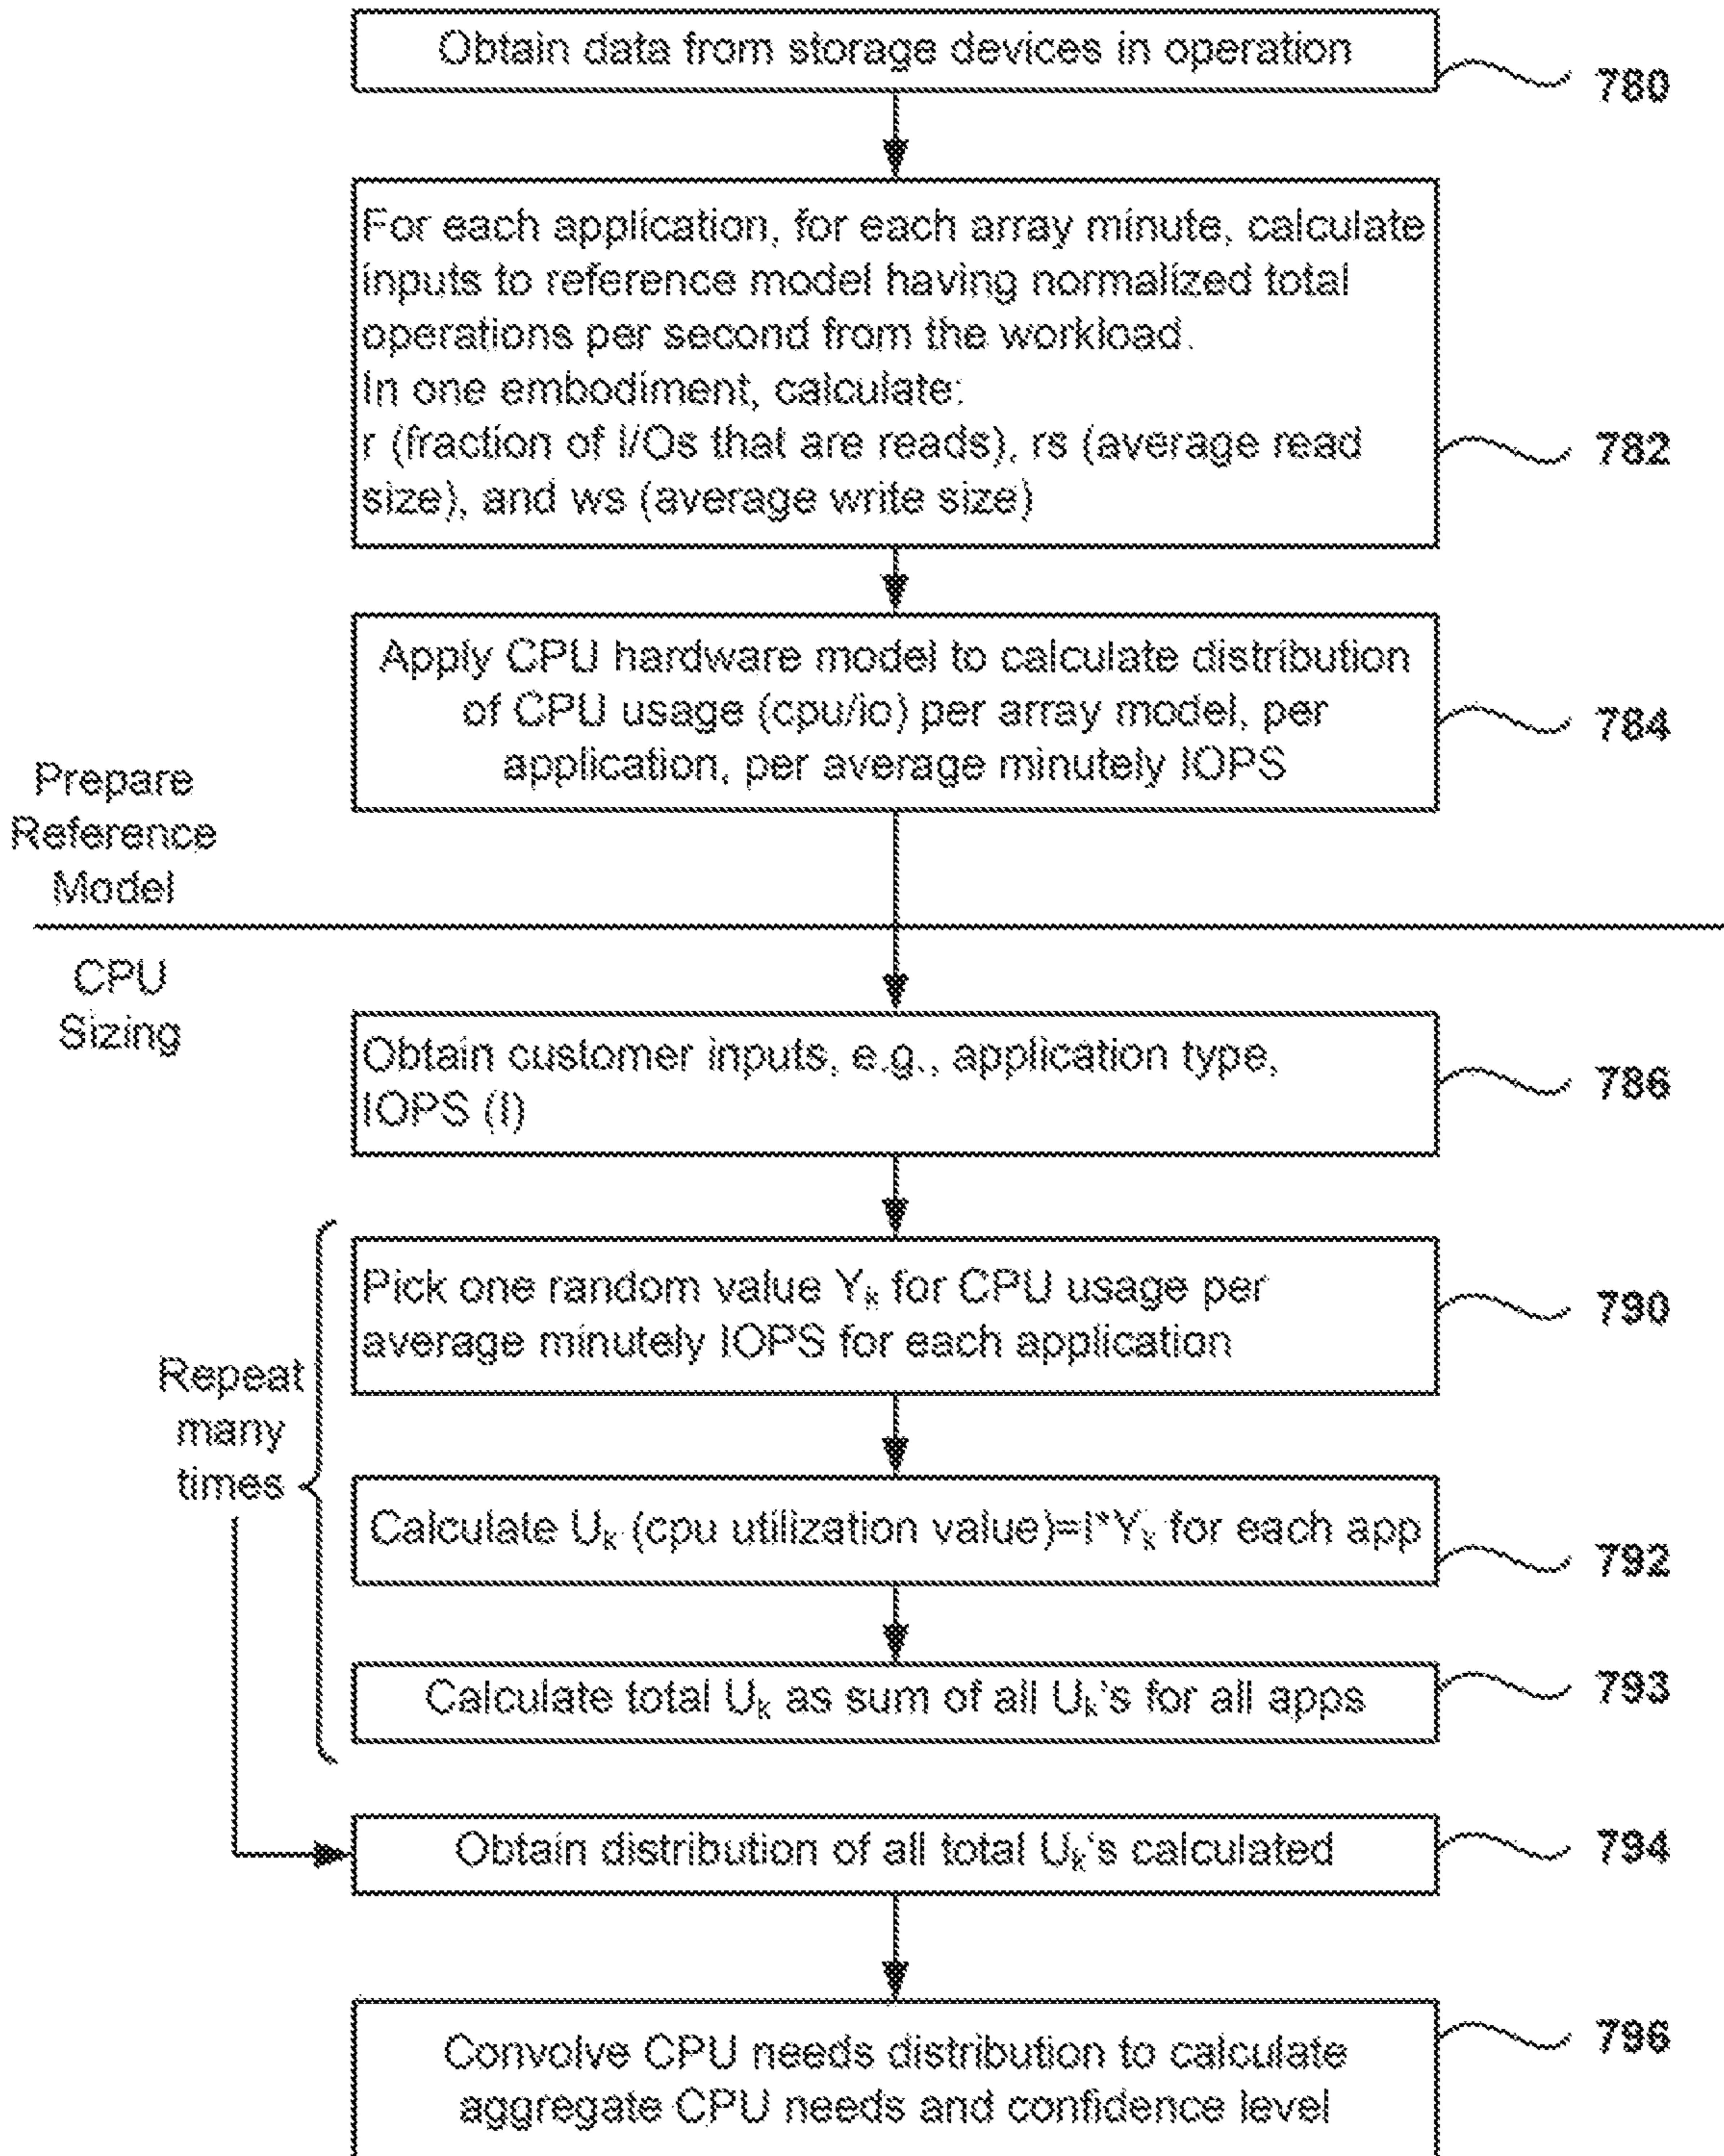 Obtain data from storage devices in operation
780
For each application, for each array minute, calculate
inputs to reference model having normalized total
operations per second from the workload.
In one embodiment, calculate:
r (fraction of I/Os that are reads), rs (average read
size), and ws (average write size)
782
Apply CPU hardware model to calculate distribution
of CPU usage (cpu/io) per array model, per
application, per average minutely IOPS
784
Prepare
Reference
Model
CPU
Sizing
Obtain customer inputs, e.g., application type,
IOPS (I)
786
Pick one random value Yₖ for CPU usage per
average minutely IOPS for each application
790
Repeat
many
times
Calculate Uₖ (cpu utilization value)=I*Yₖ for each app
792
Calculate total Uₖ as sum of all Uₖ's for all apps
793
Obtain distribution of all total Uₖ's calculated
794
Convolve CPU needs distribution to calculate
aggregate CPU needs and confidence level
796